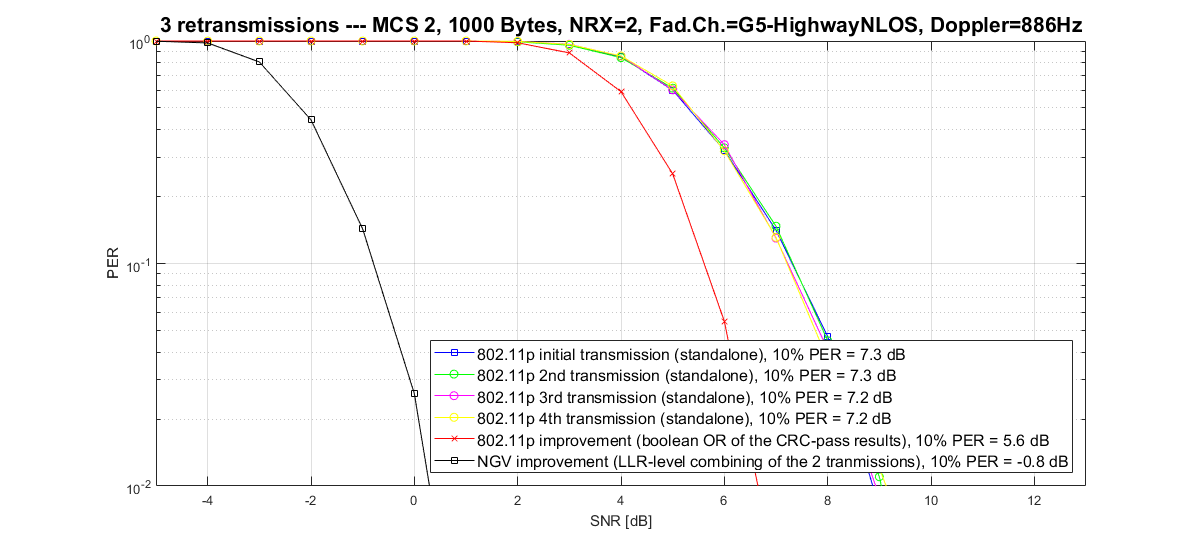 3 retransmissions --- MCS 2, 1000 Bytes, NRX=2, Fad.Ch.=G5-HighwayNLOS, Doppler=886Hz
10^0
10^-1
10^-2
PER
802.11p initial transmission (standalone), 10% PER = 7.3 dB
802.11p 2nd transmission (standalone), 10% PER = 7.3 dB
802.11p 3rd transmission (standalone), 10% PER = 7.2 dB
802.11p 4th transmission (standalone), 10% PER = 7.2 dB
802.11p improvement (boolean OR of the CRC-pass results), 10% PER = 5.6 dB
NGV improvement (LLR-level combining of the 2 tranmissions), 10% PER = -0.8 dB
-4 -2 0 2 4 6 8 10 12
SNR [dB]